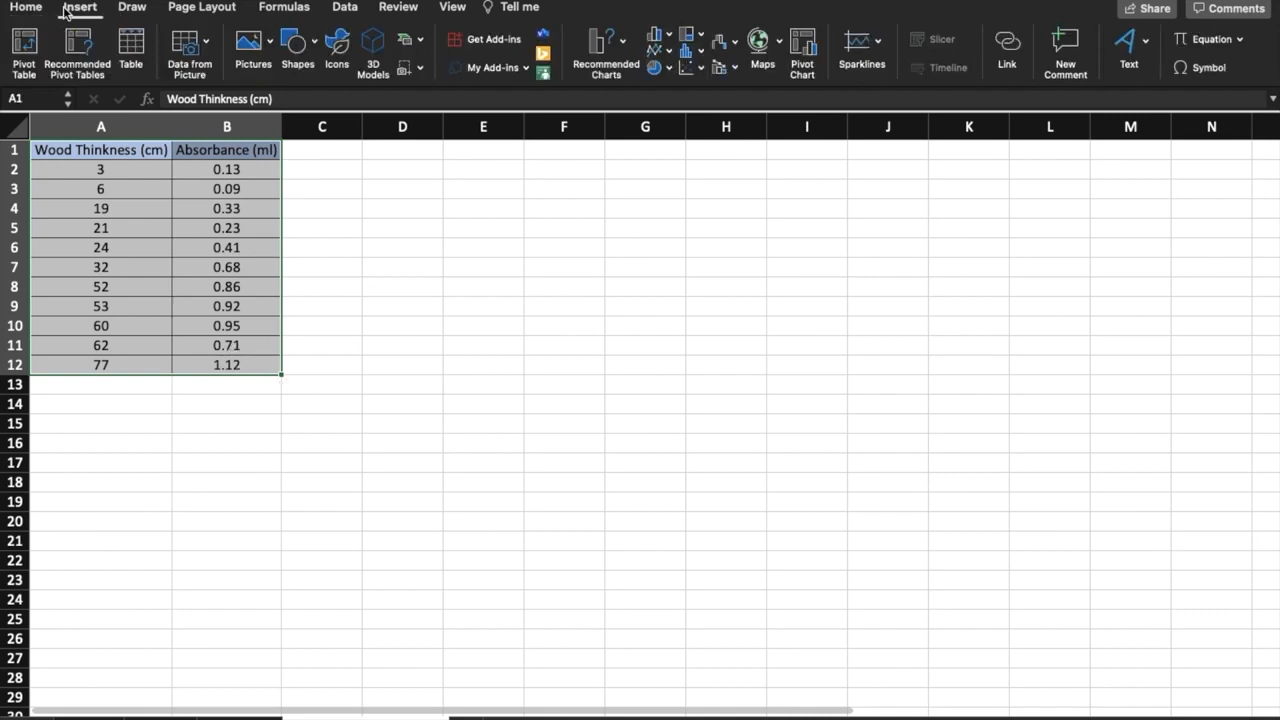 Home Insert Draw Page Layout Formulas Data Review View Tell me Share Comments
Pivot Table Recommended Pivot Tables Table Data from Picture Pictures Shapes Icons 3D Models Get Add-ins My Add-ins Recommended Charts Maps Pivot Chart Sparklines Slicer Timeline Link New Comment Text Equation Symbol
A1 fx Wood Thinkness (cm)
A B C D E F G H I J K L M N
1 Wood Thinkness (cm) Absorbance (ml)
2 3 0.13
3 6 0.09
4 19 0.33
5 21 0.23
6 24 0.41
7 32 0.68
8 52 0.86
9 53 0.92
10 60 0.95
11 62 0.71
12 77 1.12
13
14
15
16
17
18
19
20
21
22
23
24
25
26
27
28
29
30